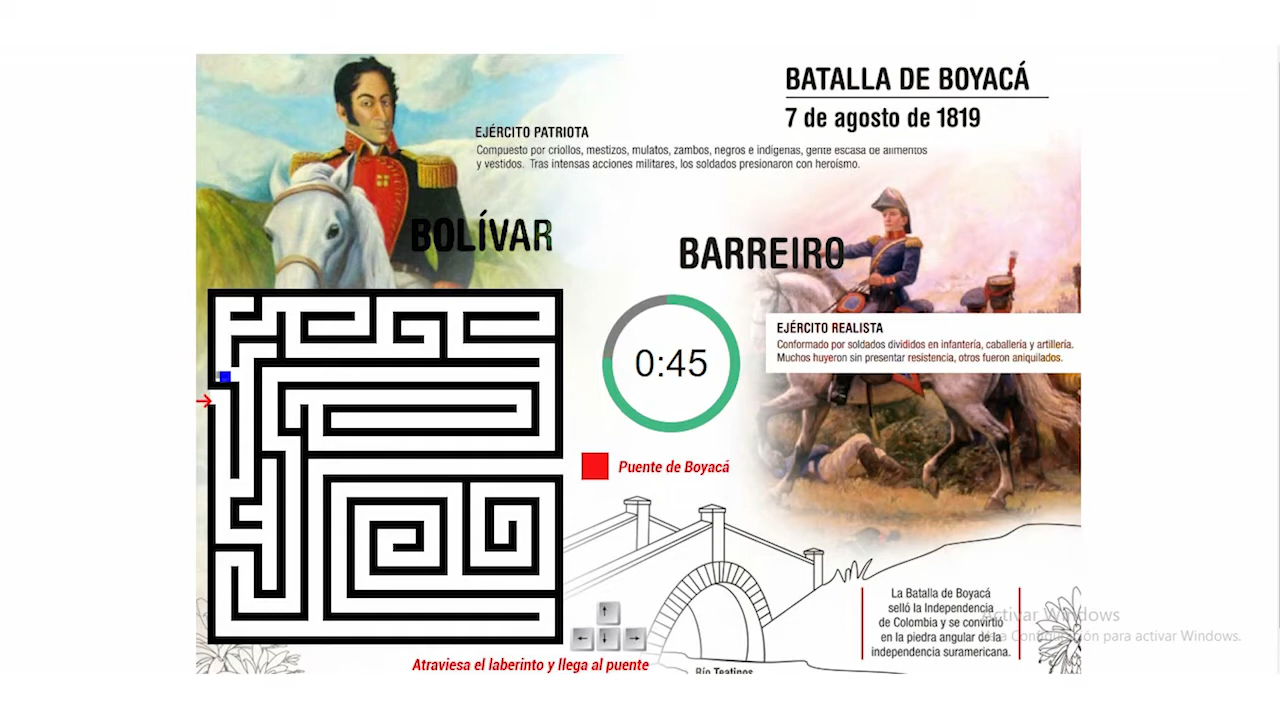 BATALLA DE BOYACÁ
7 de agosto de 1819
EJÉRCITO PATRIOTA
Compuesto por criollos, mestizos, mulatos, zambos, negros e indígenas, gente escasa de alimentos
y vestidos. Tras intensas acciones militares, los soldados presionaron con heroísmo.
BOLÍVAR
BARREIRO
EJÉRCITO REALISTA
Conformado por soldados divididos en infantería, caballería y artillería.
Muchos huyeron sin presentar resistencia, otros fueron aniquilados.
0:45
Puente de Boyacá
La Batalla de Boyacá
selló la Independencia
de Colombia y se convirtió
en la piedra angular de la
independencia suramericana.
Activar Windows
para activar Windows.
Atraviesa el laberinto y llega al puente
Río Teatinos